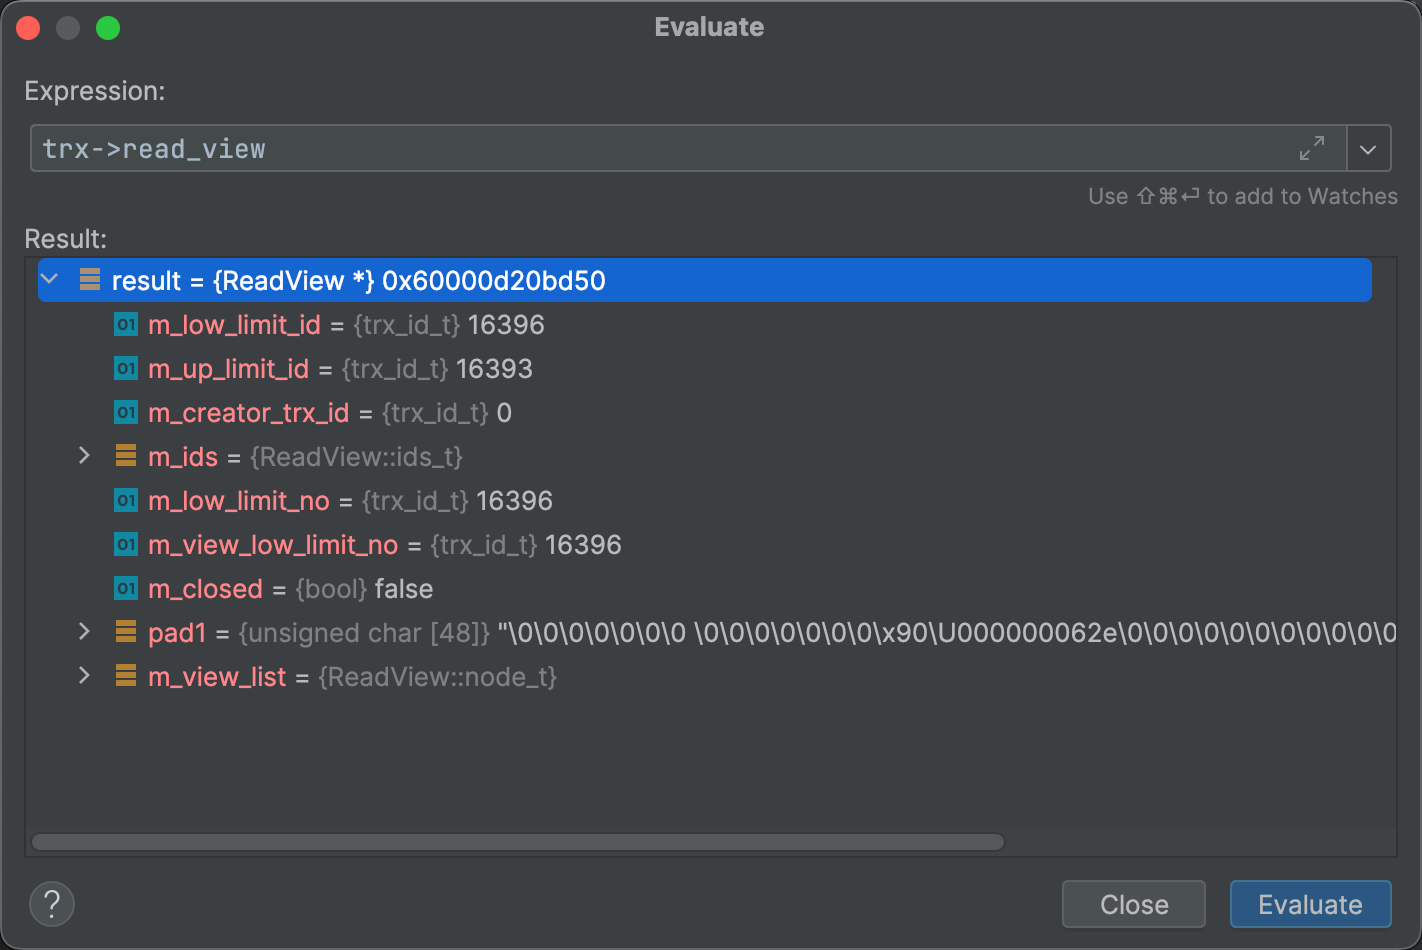 Evaluate
Expression:
trx->read_view
Use ⇧⌘⏎ to add to Watches
Result:
result = {ReadView *} 0x60000d20bd50
01 m_low_limit_id = {trx_id_t} 16396
01 m_up_limit_id = {trx_id_t} 16393
01 m_creator_trx_id = {trx_id_t} 0
m_ids = {ReadView::ids_t}
01 m_low_limit_no = {trx_id_t} 16396
01 m_view_low_limit_no = {trx_id_t} 16396
01 m_closed = {bool} false
pad1 = {unsigned char [48]} "\0\0\0\0\0\0\0 \0\0\0\0\0\0\0\x90\U000000062e\0\0\0\0\0\0\0\0\0\0\0
m_view_list = {ReadView::node_t}
?
Close
Evaluate